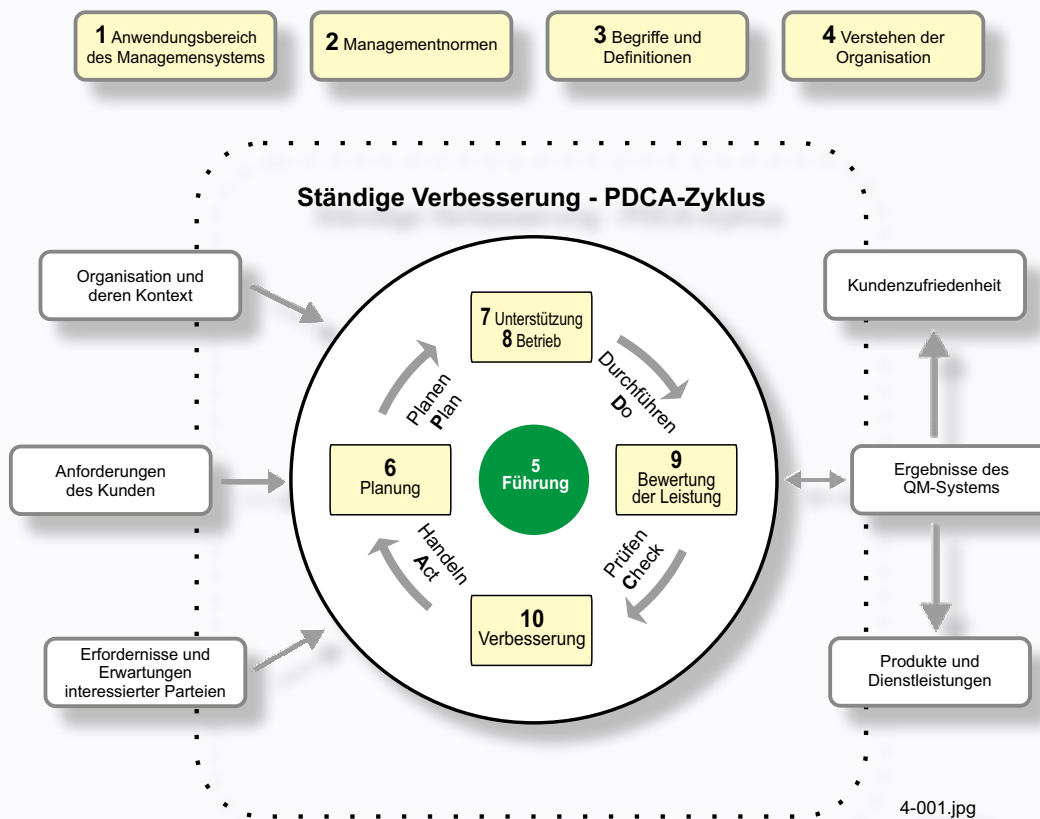 1 Anwendungsbereich
des Managemensystems
2 Managementnormen
3 Begriffe und
Definitionen
4 Verstehen der
Organisation
Ständige Verbesserung - PDCA-Zyklus
Organisation und
deren Kontext
Anforderungen
des Kunden
Erfordernisse und
Erwartungen
interessierter Parteien
7 Unterstützung
8 Betrieb
Planen
Plan
Durchführen
Do
6
Planung
5
Führung
9
Bewertung
der Leistung
Handeln
Act
Prüfen
Check
10
Verbesserung
Kundenzufriedenheit
Ergebnisse des
QM-Systems
Produkte und
Dienstleistungen
4-001.jpg